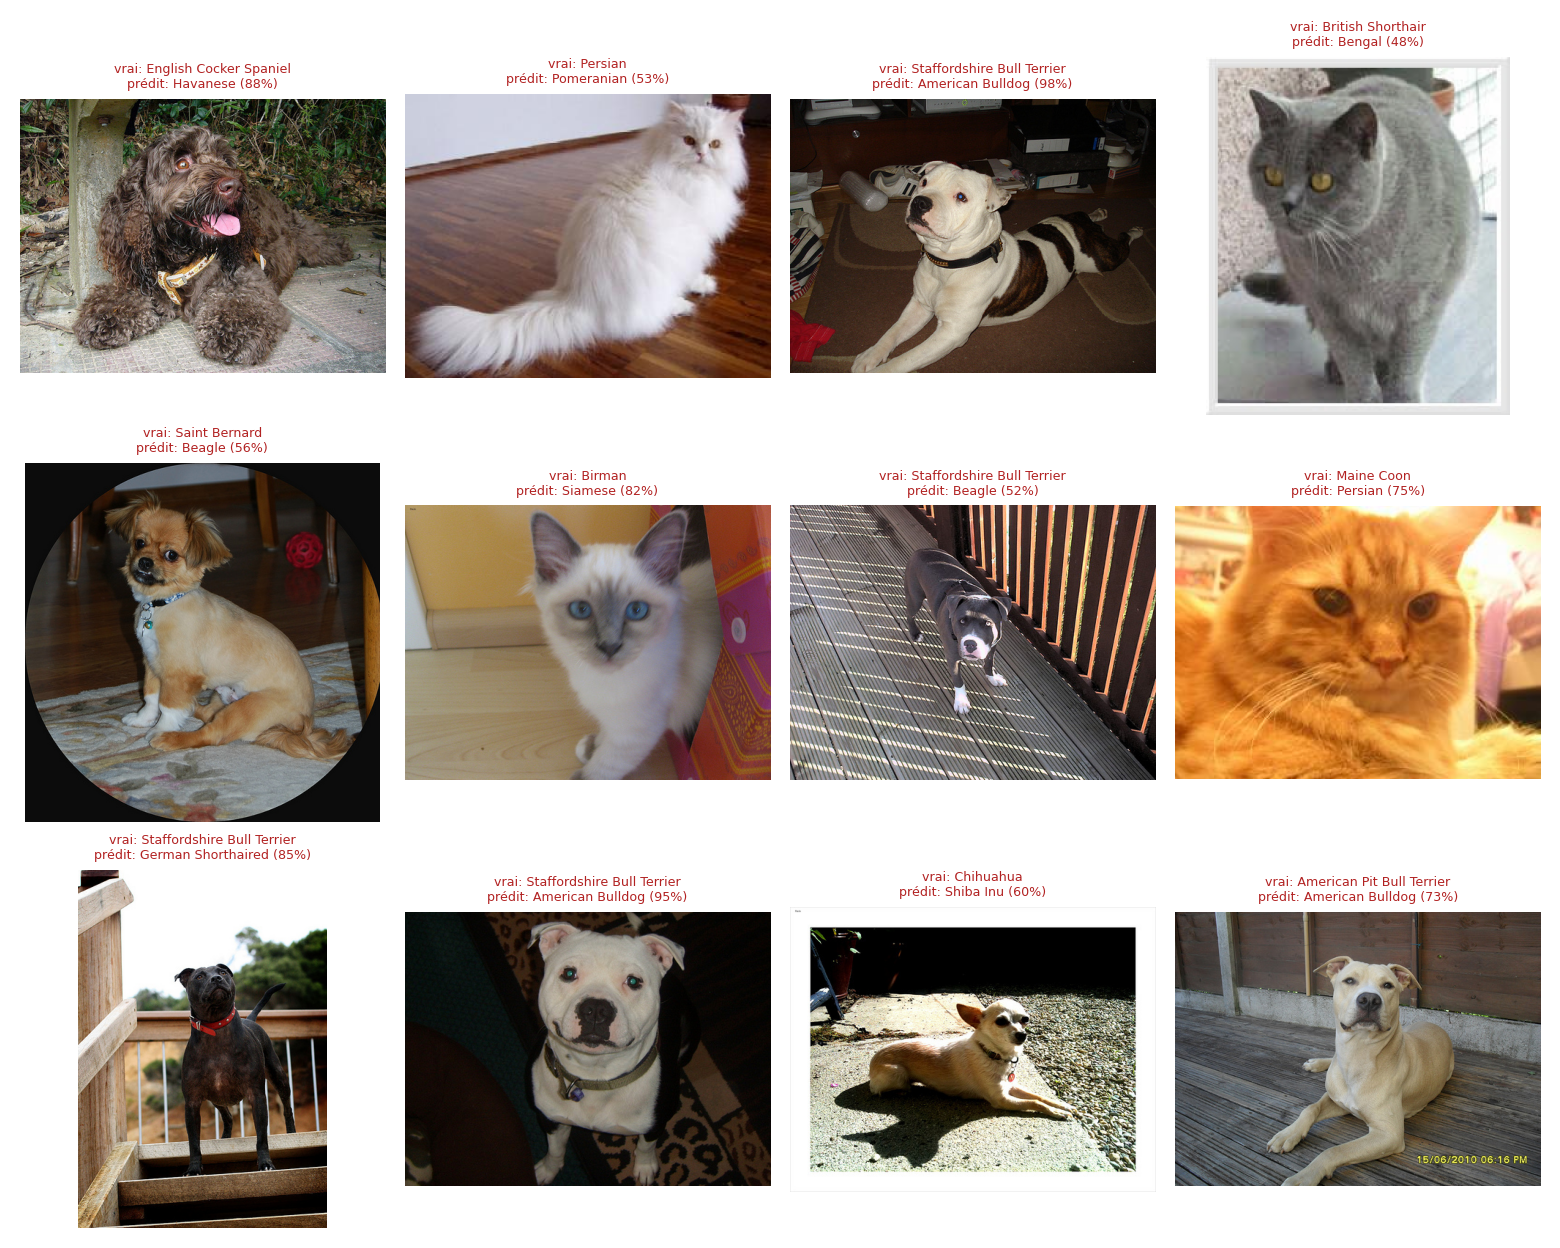 vrai: English Cocker Spaniel
prédit: Havanese (88%)
vrai: Persian
prédit: Pomeranian (53%)
vrai: Staffordshire Bull Terrier
prédit: American Bulldog (98%)
vrai: British Shorthair
prédit: Bengal (48%)
vrai: Saint Bernard
prédit: Beagle (56%)
vrai: Birman
prédit: Siamese (82%)
vrai: Staffordshire Bull Terrier
prédit: Beagle (52%)
vrai: Maine Coon
prédit: Persian (75%)
vrai: Staffordshire Bull Terrier
prédit: German Shorthaired (85%)
vrai: Staffordshire Bull Terrier
prédit: American Bulldog (95%)
vrai: Chihuahua
prédit: Shiba Inu (60%)
vrai: American Pit Bull Terrier
prédit: American Bulldog (73%)
15/06/2010 06:16 PM